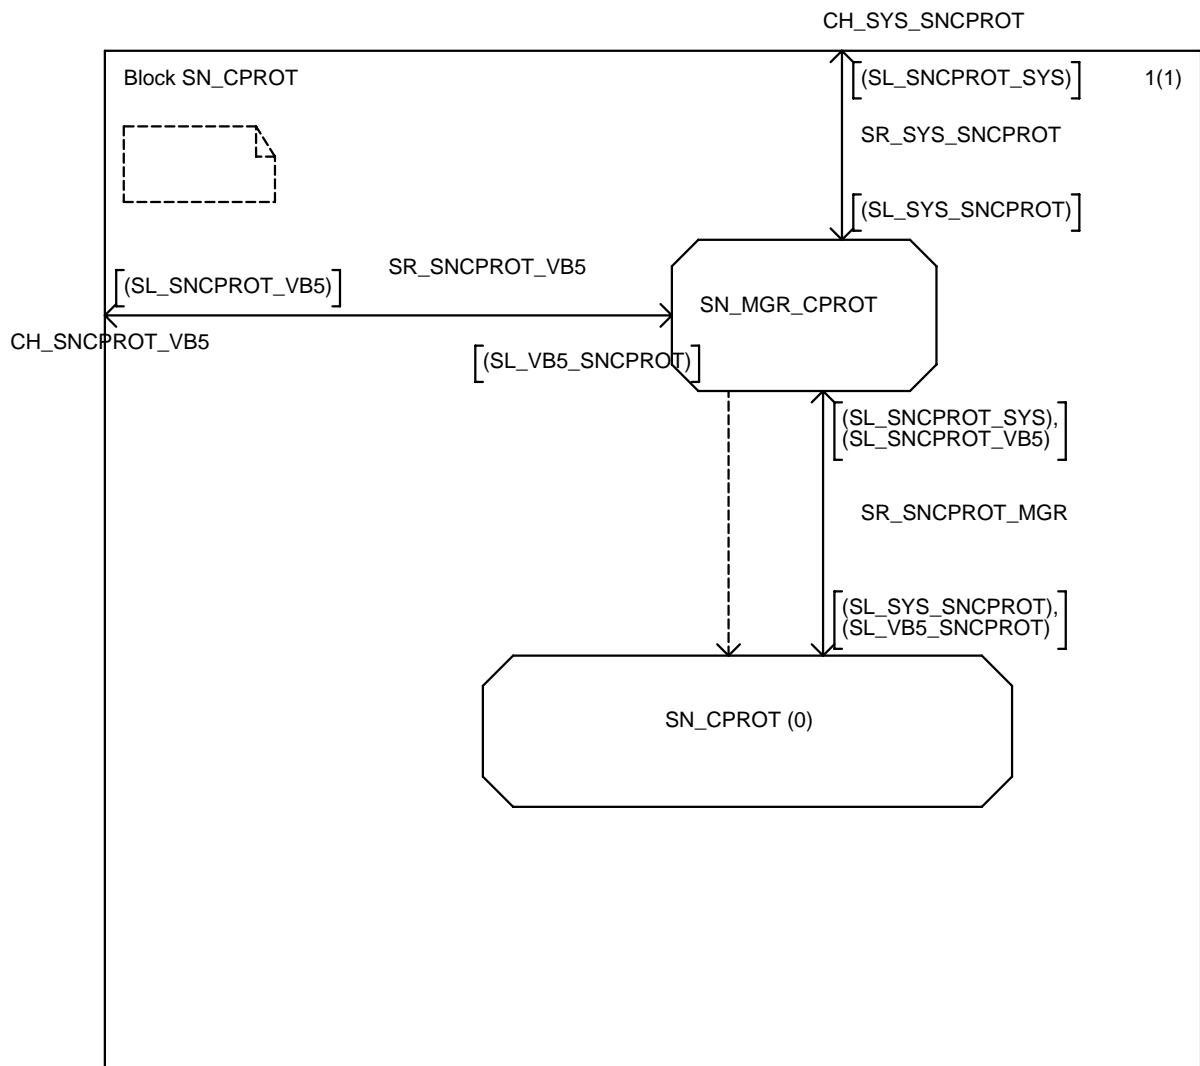 CH_SYS_SNCPROT
Block SN_CPROT
(SL_SNCPROT_SYS)
1(1)
SR_SYS_SNCPROT
(SL_SYS_SNCPROT)
SR_SNCPROT_VB5
(SL_SNCPROT_VB5)
SN_MGR_CPROT
CH_SNCPROT_VB5
(SL_VB5_SNCPROT)
(SL_SNCPROT_SYS),
(SL_SNCPROT_VB5)
SR_SNCPROT_MGR
(SL_SYS_SNCPROT),
(SL_VB5_SNCPROT)
SN_CPROT (0)